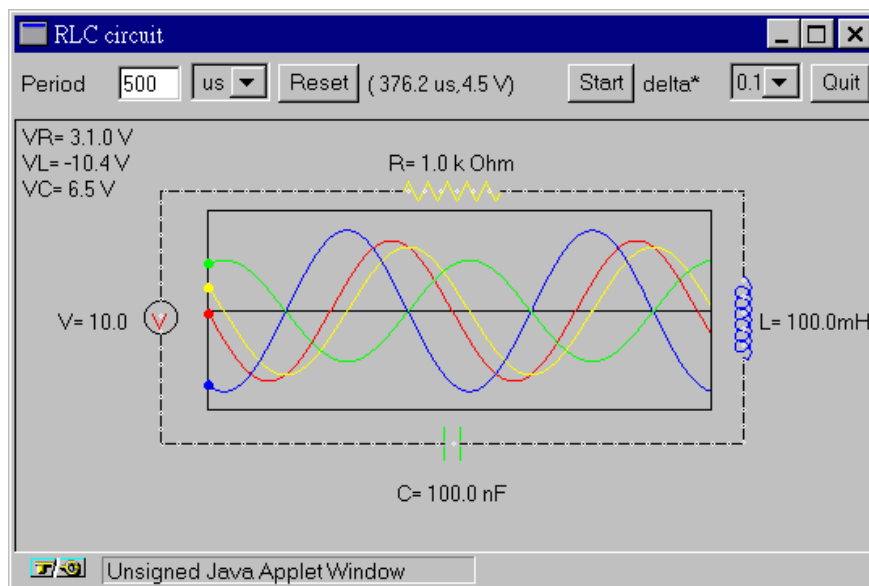 RLC circuit
Period 500 us Reset ( 376.2 us,4.5 V) Start delta* 0.1 Quit
VR= 3.1.0 V
VL= -10.4 V
VC= 6.5 V
R= 1.0 k Ohm
V= 10.0 V
L= 100.0mH
C= 100.0 nF
Unsigned Java Applet Window